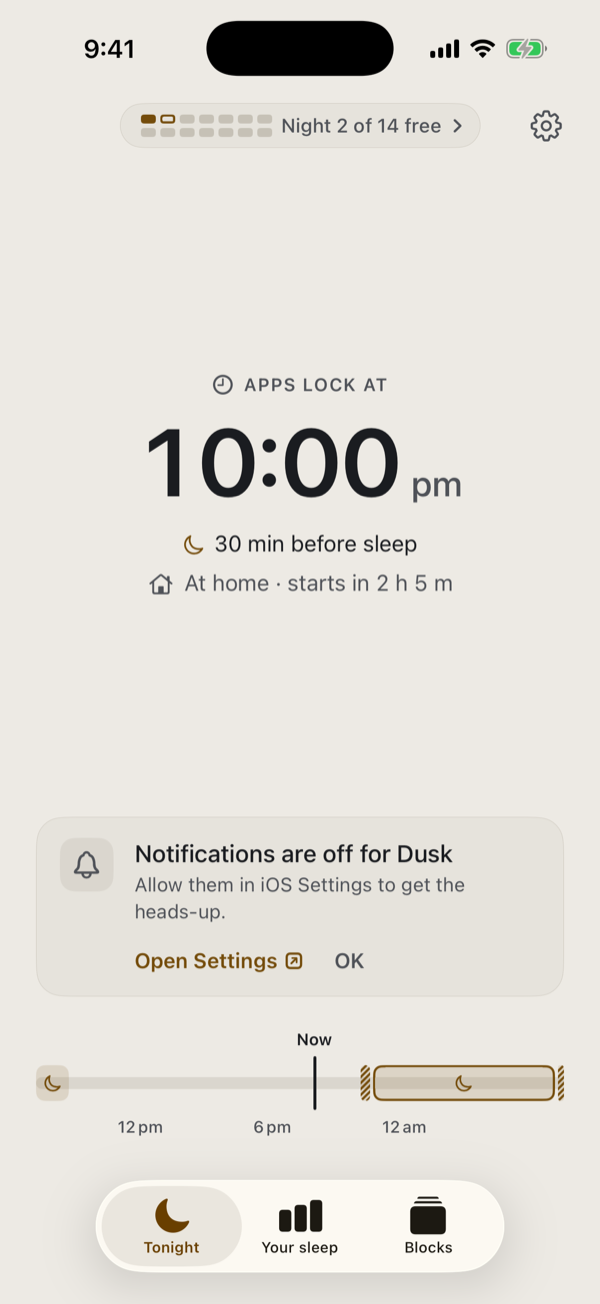 9:41
Night 2 of 14 free
APPS LOCK AT
10:00 pm
30 min before sleep
At home · starts in 2 h 5 m
Notifications are off for Dusk
Allow them in iOS Settings to get the
heads-up.
Open Settings OK
Now
12 pm 6 pm 12 am
Tonight Your sleep Blocks